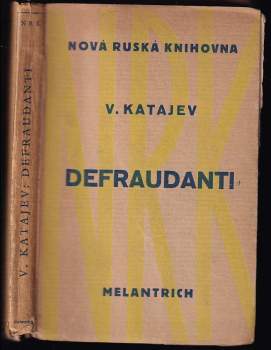 NRK
V. KATAJEV: DEFRAUDANTI
NOVÁ RUSKÁ KNIHOVNA
V. KATAJEV
DEFRAUDANTI
MELANTRICH